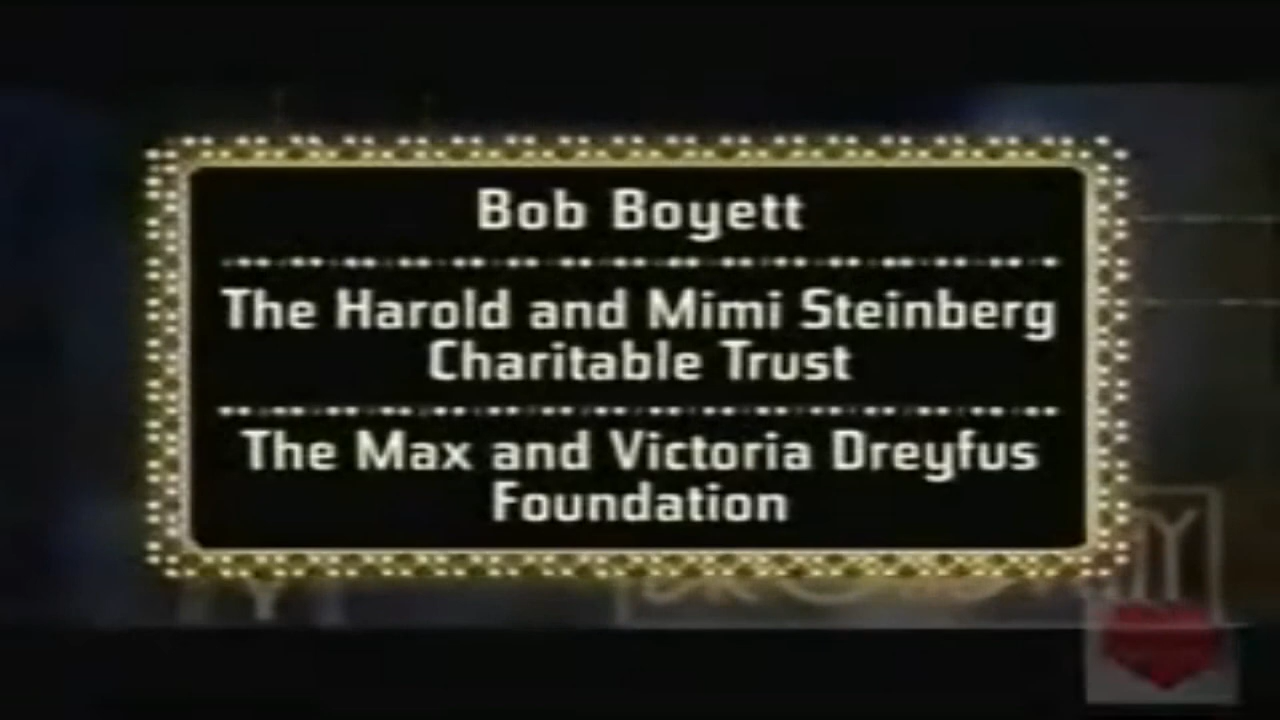 Bob Boyett
The Harold and Mimi Steinberg
Charitable Trust
The Max and Victoria Dreyfus
Foundation